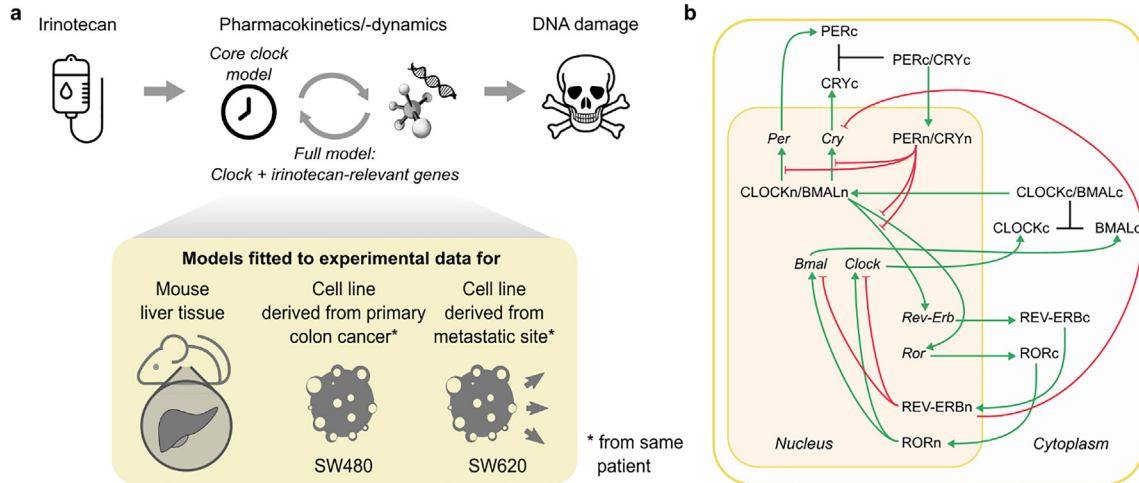 a
Irinotecan
Pharmacokinetics/-dynamics
DNA damage
Core clock
model
Full model:
Clock + irinotecan-relevant genes
Models fitted to experimental data for
Mouse
liver tissue
Cell line
derived from primary
colon cancer*
Cell line
derived from
metastatic site*
SW480
SW620
* from same
patient
b
PERc
PERc/CRYc
CRYc
Per
Cry
PERn/CRYn
CLOCKn/BMALn
CLOCKc/BMALc
CLOCKc
BMALc
Bmal
Clock
Rev-Erb
REV-ERBc
Ror
RORc
REV-ERBn
RORn
Nucleus
Cytoplasm